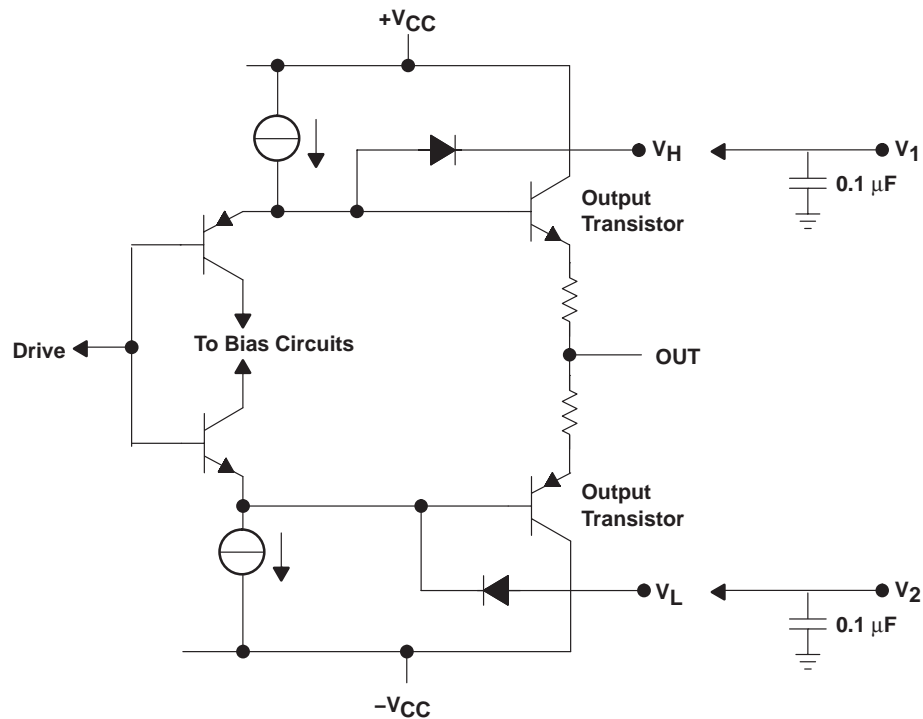 +VCC
VH
V1
0.1 μF
Output
Transistor
Drive
To Bias Circuits
OUT
Output
Transistor
VL
V2
0.1 μF
–VCC